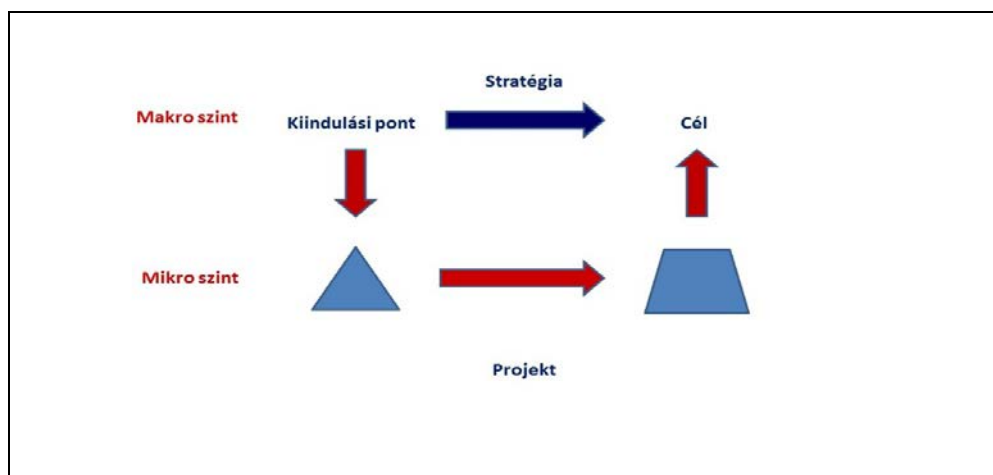 Stratégia
Makro szint
Kiindulási pont
Cél
Mikro szint
Projekt